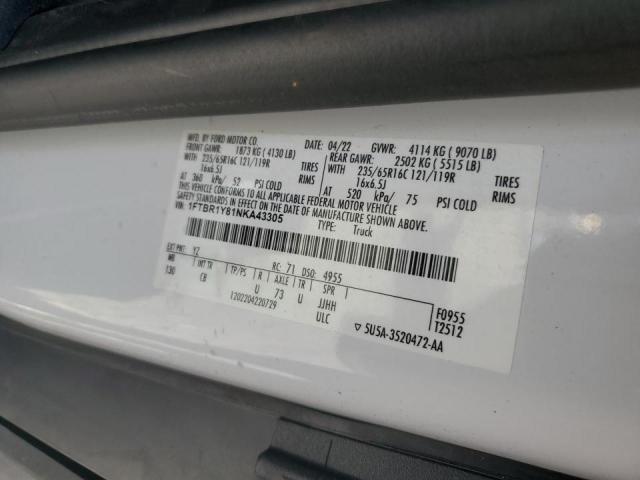 MFD. BY FORD MOTOR CO. 04/22 GVWR: 4114 KG ( 9070 LB)
FRONT GAWR: 1873 KG ( 4130 LB) REAR GAWR: 2502 KG ( 5515 LB)
WITH 235/65R16C 121/119R TIRES WITH 235/65R16C 121/119R TIRES
16x6.5J RIMS 16x6.5J RIMS
AT 360 kPa/ 52 PSI COLD AT 520 kPa/ 75 PSI COLD
THIS VEHICLE CONFORMS TO ALL APPLICABLE FEDERAL MOTOR VEHICLE
SAFETY STANDARDS IN EFFECT ON THE DATE OF MANUFACTURE SHOWN ABOVE.
VIN: 1FTBR1Y81NKA43305 TYPE: Truck
EXT PNT: YZ RC: 71 DSO: 4955
WB INT TR TP/PS R AXLE TR SPR
130 CB U 73 U JJHH
1202204220729 ULC
F0955
T2512
▽ 5U5A-3520472-AA